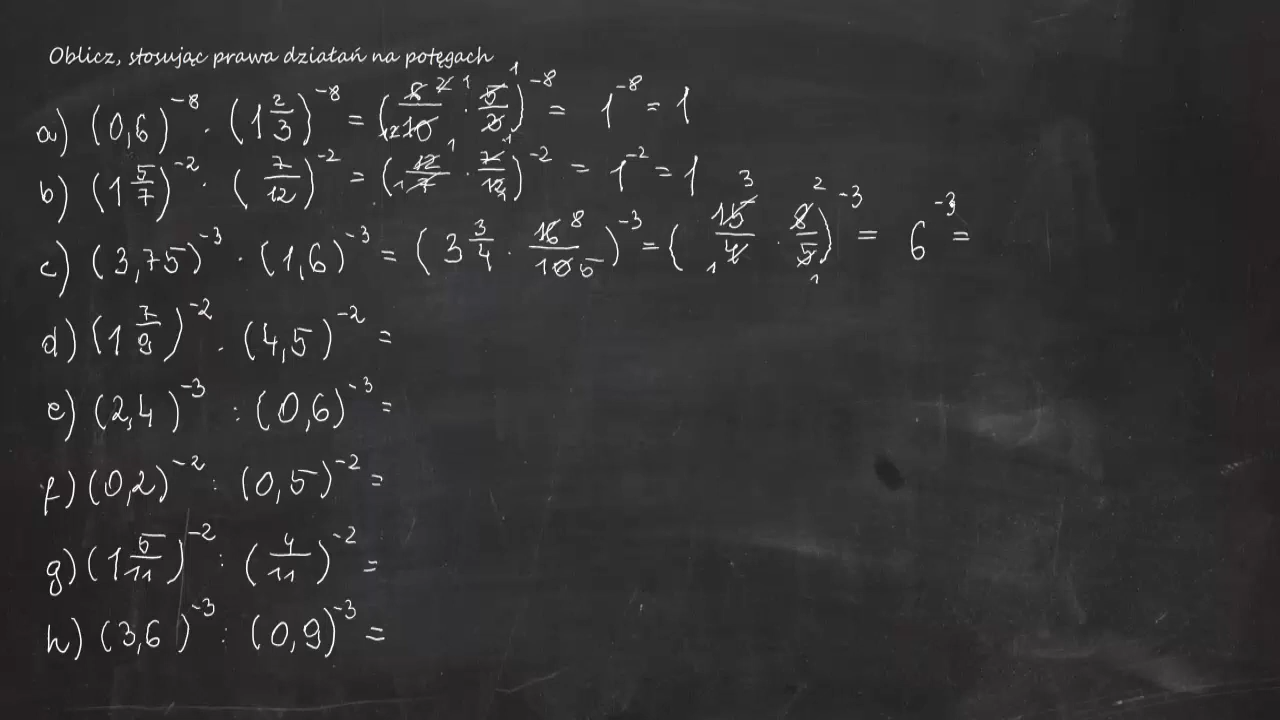 Oblicz, stosując prawa działań na potęgach
a) (0,6)^-8 · (1 2/3)^-8 = (6/10 · 5/3)^-8 = 1^-8 = 1
b) (1 5/7)^-2 · (7/12)^-2 = (12/7 · 7/12)^-2 = 1^-2 = 1
c) (3,75)^-3 · (1,6)^-3 = (3 3/4 · 16/10)^-3 = (15/4 · 8/5)^-3 = 6^-3 =
d) (1 7/9)^-2 · (4,5)^-2 =
e) (2,4)^-3 : (0,6)^-3 =
f) (0,2)^-2 : (0,5)^-2 =
g) (1 5/11)^-2 : (4/11)^-2 =
h) (3,6)^-3 : (0,9)^-3 =